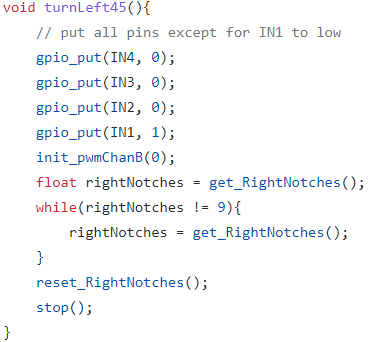 void turnLeft45(){
    // put all pins except for IN1 to low
    gpio_put(IN4, 0);
    gpio_put(IN3, 0);
    gpio_put(IN2, 0);
    gpio_put(IN1, 1);
    init_pwmChanB(0);
    float rightNotches = get_RightNotches();
    while(rightNotches != 9){
        rightNotches = get_RightNotches();
    }
    reset_RightNotches();
    stop();
}